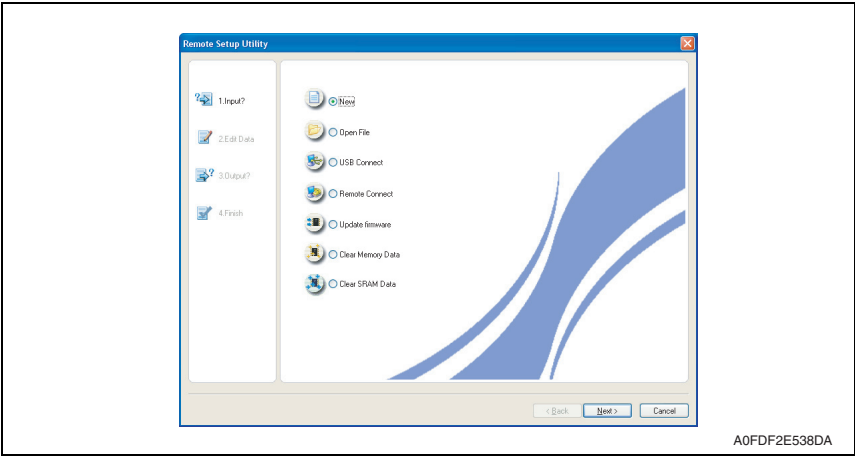 Remote Setup Utility
1.Input?
2.Edit Data
3.Output?
4.Finish
New
Open File
USB Connect
Remote Connect
Update firmware
Clear Memory Data
Clear SRAM Data
< Back
Next >
Cancel
A0FDF2E538DA